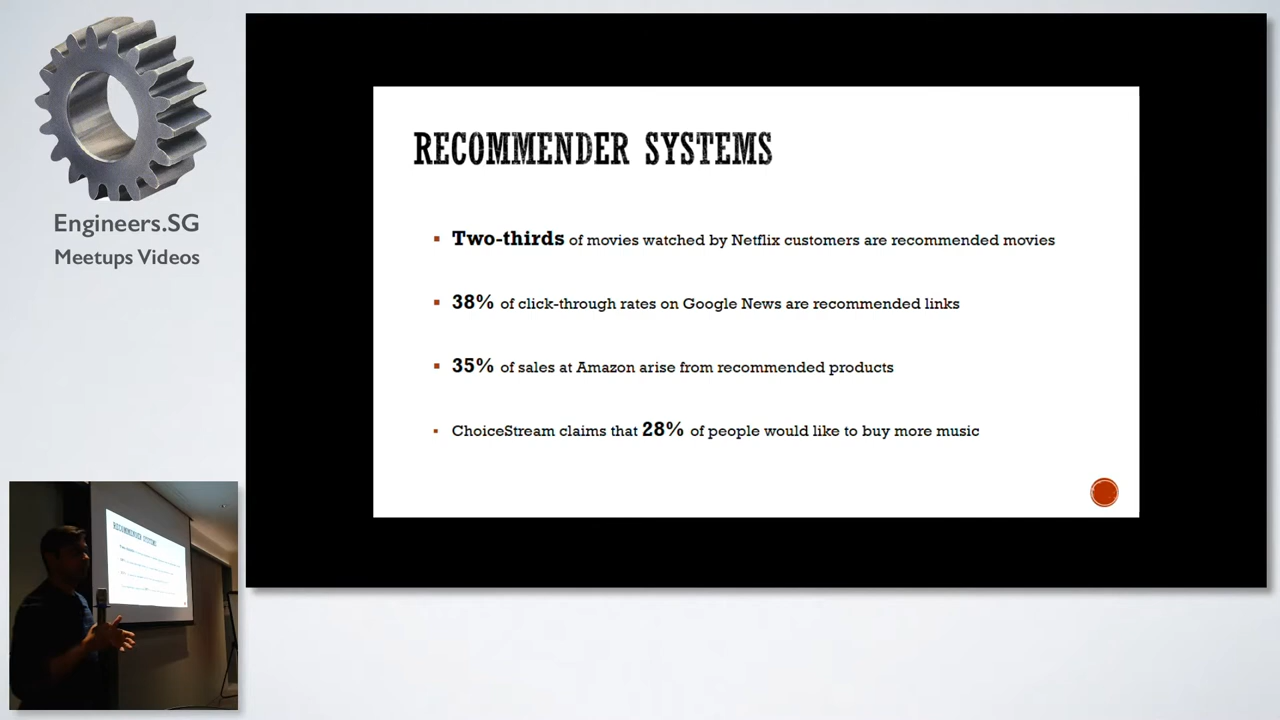 Engineers.SG
Meetups Videos
RECOMMENDER SYSTEMS
▪ Two-thirds of movies watched by Netflix customers are recommended movies
▪ 38% of click-through rates on Google News are recommended links
▪ 35% of sales at Amazon arise from recommended products
▪ ChoiceStream claims that 28% of people would like to buy more music